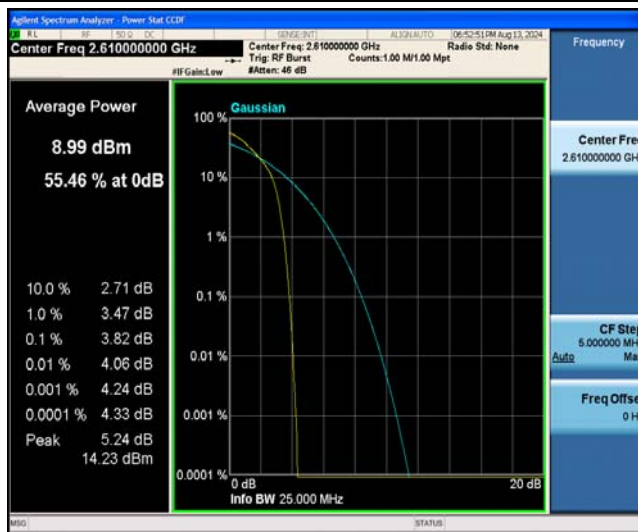 Agilent Spectrum Analyzer - Power Stat CCDF
RL RF 50 Ω DC SENSE:INT ALIGN AUTO 06:52:51 PM Aug 13, 2024
Center Freq 2.610000000 GHz
Center Freq: 2.610000000 GHz Radio Std: None
Trig: RF Burst Counts:1.00 M/1.00 Mpt
#IFGain:Low #Atten: 46 dB
Frequency
Average Power
8.99 dBm
55.46 % at 0dB
10.0 % 2.71 dB
1.0 % 3.47 dB
0.1 % 3.82 dB
0.01 % 4.06 dB
0.001 % 4.24 dB
0.0001 % 4.33 dB
Peak 5.24 dB
14.23 dBm
Gaussian
100 %
10 %
1 %
0.1 %
0.01 %
0.001 %
0.0001 %
0 dB 20 dB
Info BW 25.000 MHz
Center Fre
2.610000000 GH
CF Ste
5.000000 MH
Auto Ma
Freq Offse
0 H
MSG STATUS